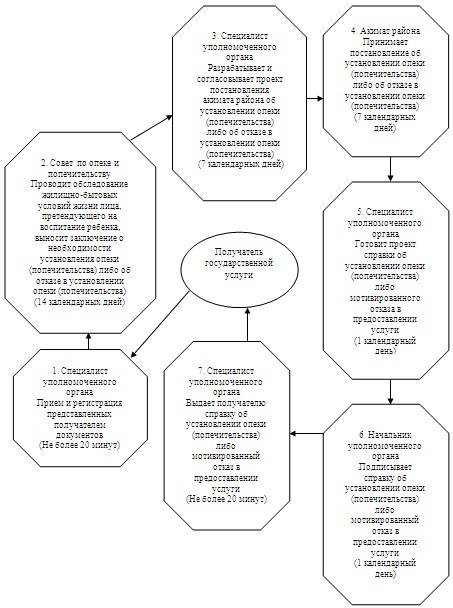 1. Специалист
уполномоченного
органа
Прием и регистрация
представленных
получателем
документов
(Не более 20 минут)
2. Совет по опеке и
попечительству
Проводит обследование
жилищно-бытовых
условий жизни лица,
претендующего на
воспитание ребенка,
выносит заключение о
необходимости
установления опеки
(попечительства) либо об
отказе в установлении
опеки (попечительства)
(14 календарных дней)
3. Специалист
уполномоченного
органа
Разрабатывает и
согласовывает проект
постановления
акимата района об
установлении опеки
(попечительства)
либо об отказе в
установлении опеки
(попечительства)
(7 календарных дней)
4. Акимат района
Принимает
постановление об
установлении опеки
(попечительства)
либо об отказе в
установлении опеки
(попечительства)
(7 календарных
дней)
5. Специалист
уполномоченного
органа
Готовит проект
справки об
установлении опеки
(попечительства)
либо
мотивированного
отказа в
предоставлении
услуги
(1 календарный
день)
6. Начальник
уполномоченного
органа
Подписывает
справку об
установлении опеки
(попечительства)
либо
мотивированный
отказ в
предоставлении
услуги
(1 календарный
день)
7. Специалист
уполномоченного
органа
Выдает получателю
справку об
установлении опеки
(попечительства)
либо
мотивированный
отказ в
предоставлении
услуги
(Не более 20 минут)
Получатель
государственной
услуги